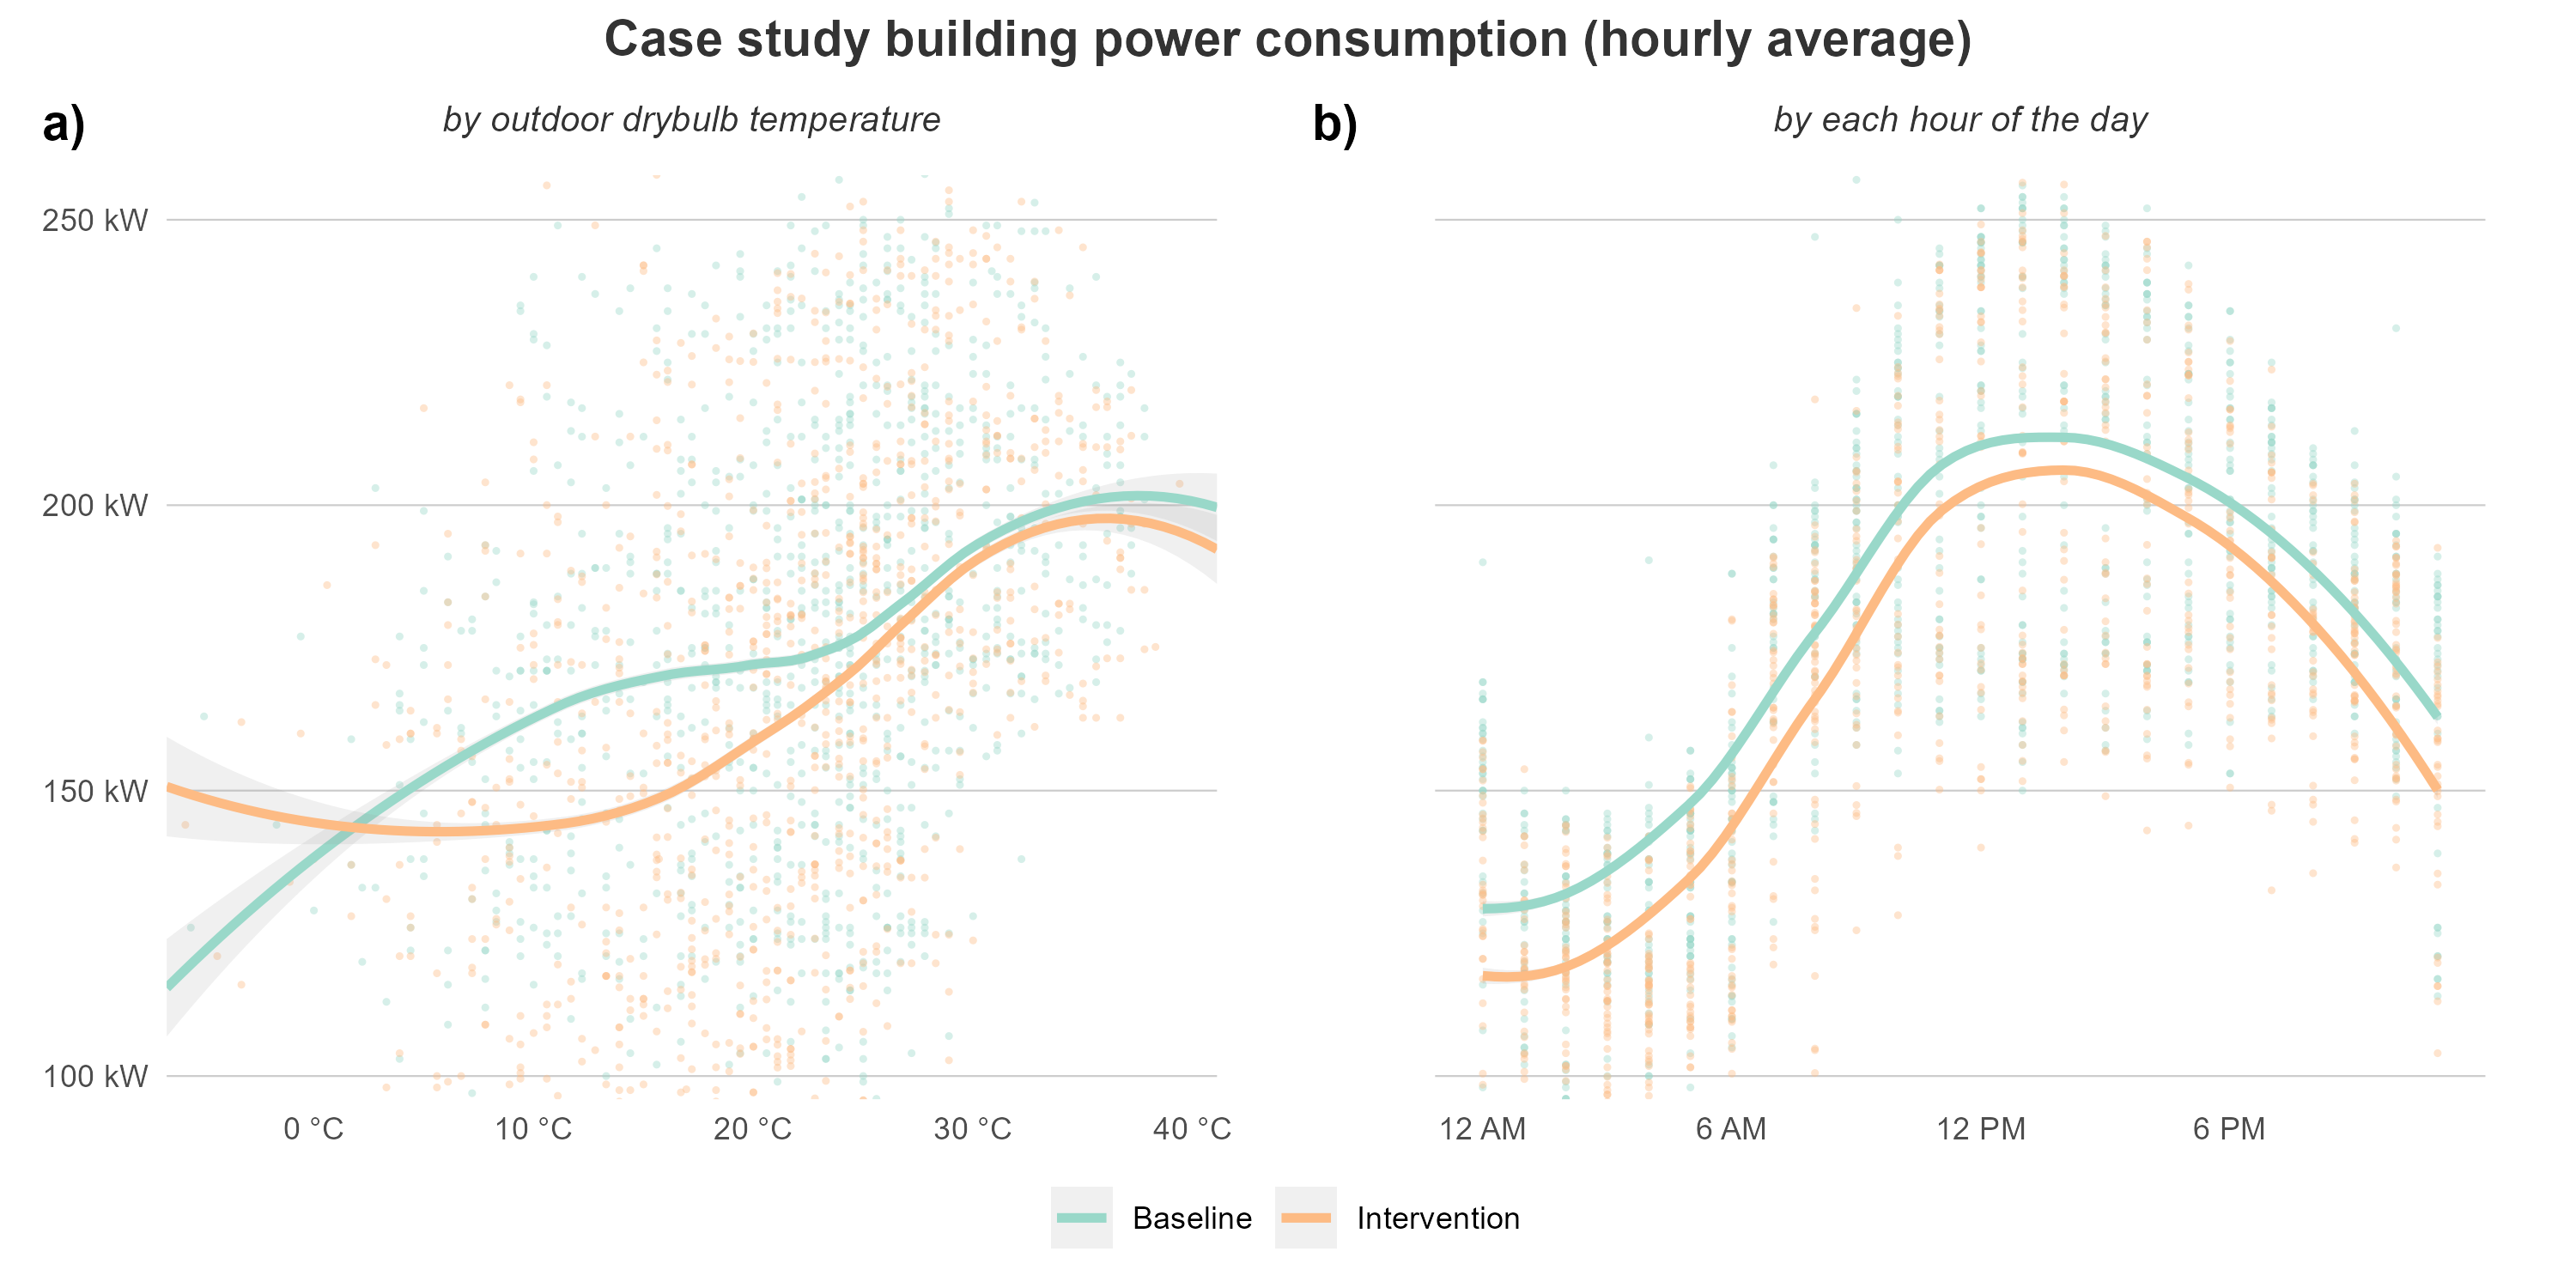 Case study building power consumption (hourly average)
a)
by outdoor drybulb temperature
250 kW
200 kW
150 kW
100 kW
0 °C 10 °C 20 °C 30 °C 40 °C
b)
by each hour of the day
12 AM 6 AM 12 PM 6 PM
Baseline Intervention